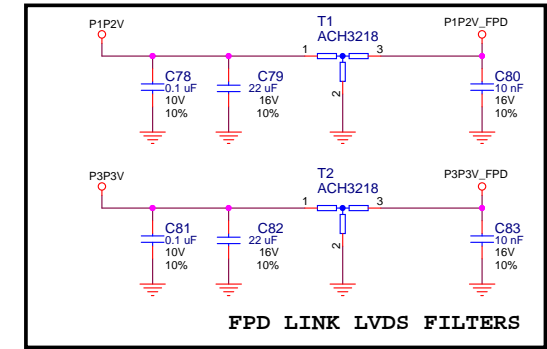 P1P2V T1 P1P2V_FPD
ACH3218
1 3
2
C78
0.1 uF
10V
10%
C79
22 uF
16V
10%
C80
10 nF
16V
10%
P3P3V T2 P3P3V_FPD
ACH3218
1 3
2
C81
0.1 uF
10V
10%
C82
22 uF
16V
10%
C83
10 nF
16V
10%
FPD LINK LVDS FILTERS